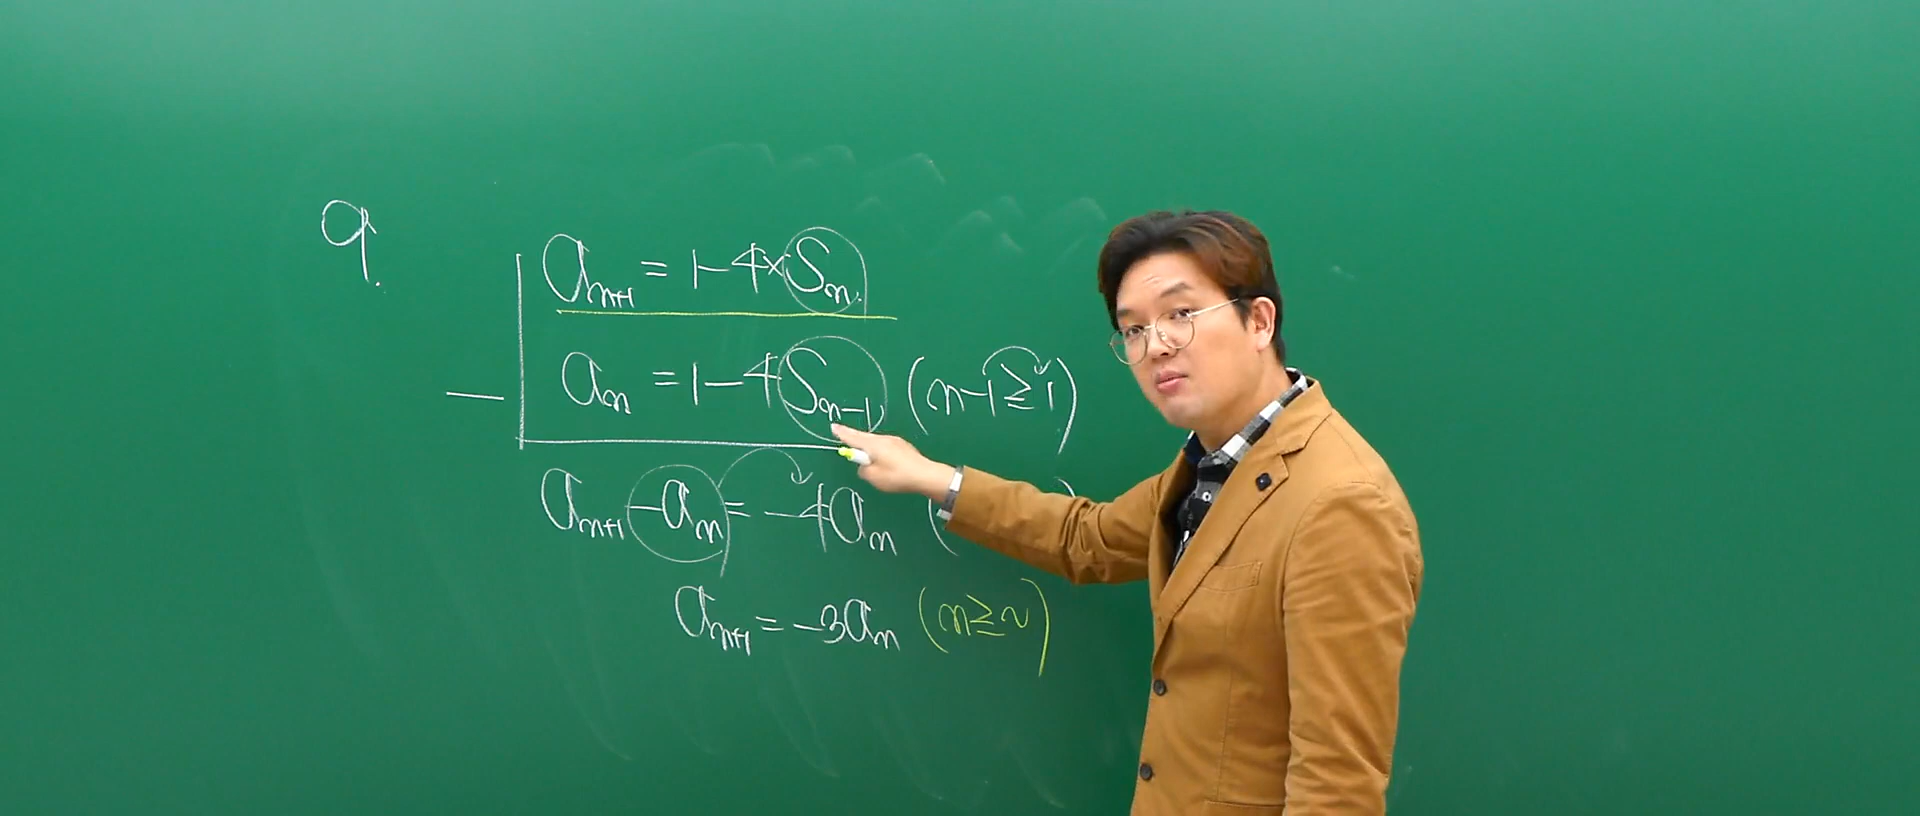 9.
a_{n+1} = 1-4×S_n
— a_n = 1-4S_{n-1} (n-1≥1)
a_{n+1} - a_n = -4a_n ( )
a_{n+1} = -3a_n (n≥2)